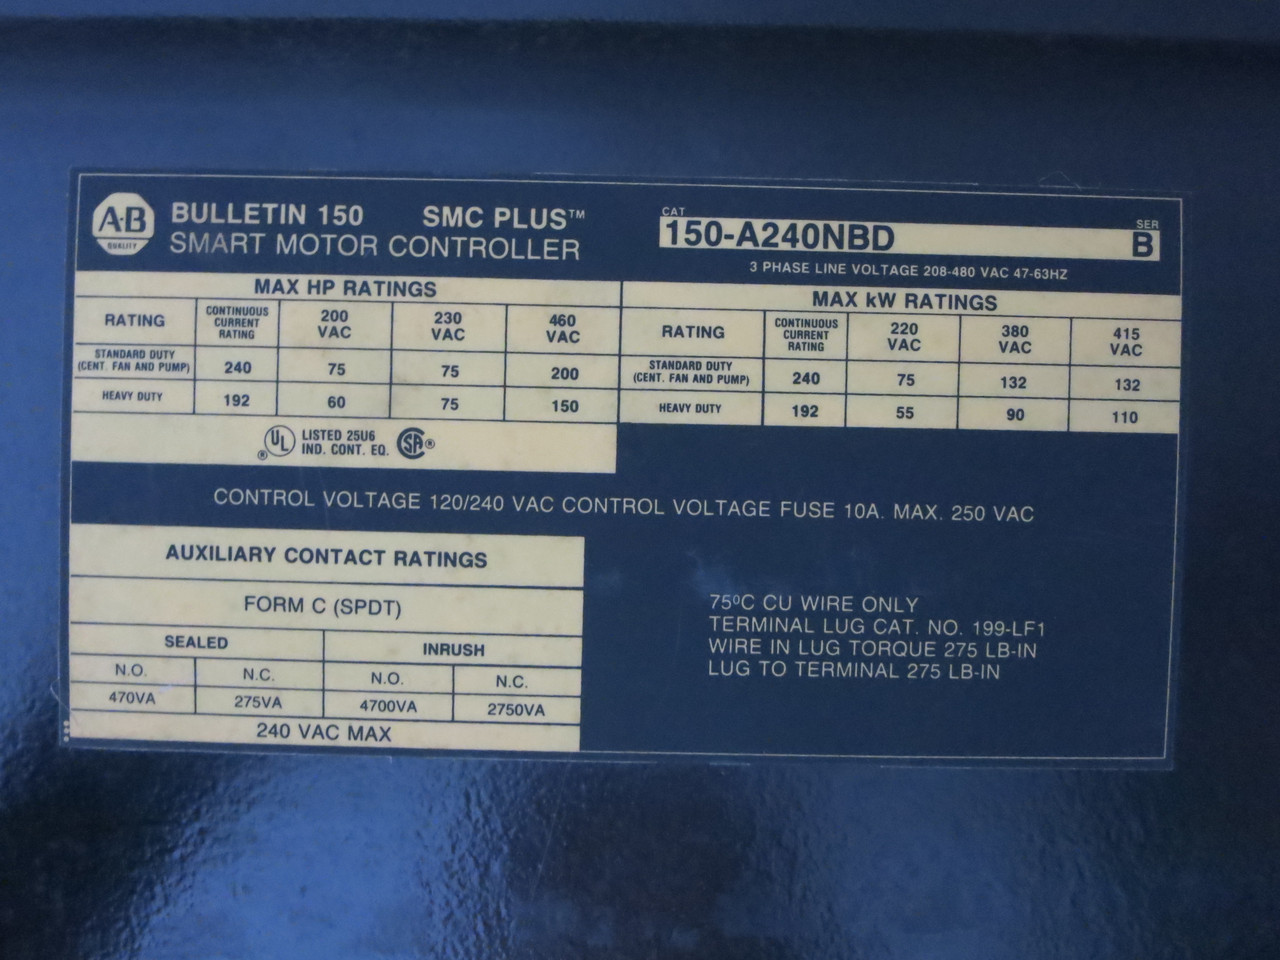 A-B
QUALITY
BULLETIN 150 SMC PLUS™
SMART MOTOR CONTROLLER
CAT
150-A240NBD
SER
B
3 PHASE LINE VOLTAGE 208-480 VAC 47-63HZ
MAX HP RATINGS
RATING CONTINUOUS CURRENT RATING 200 VAC 230 VAC 460 VAC
STANDARD DUTY (CENT. FAN AND PUMP) 240 75 75 200
HEAVY DUTY 192 60 75 150
MAX kW RATINGS
RATING CONTINUOUS CURRENT RATING 220 VAC 380 VAC 415 VAC
STANDARD DUTY (CENT. FAN AND PUMP) 240 75 132 132
HEAVY DUTY 192 55 90 110
UL® LISTED 25U6 SA®
IND. CONT. EQ.
CONTROL VOLTAGE 120/240 VAC CONTROL VOLTAGE FUSE 10A. MAX. 250 VAC
AUXILIARY CONTACT RATINGS
FORM C (SPDT)
SEALED INRUSH
N.O. N.C. N.O. N.C.
470VA 275VA 4700VA 2750VA
240 VAC MAX
75ºC CU WIRE ONLY
TERMINAL LUG CAT. NO. 199-LF1
WIRE IN LUG TORQUE 275 LB-IN
LUG TO TERMINAL 275 LB-IN